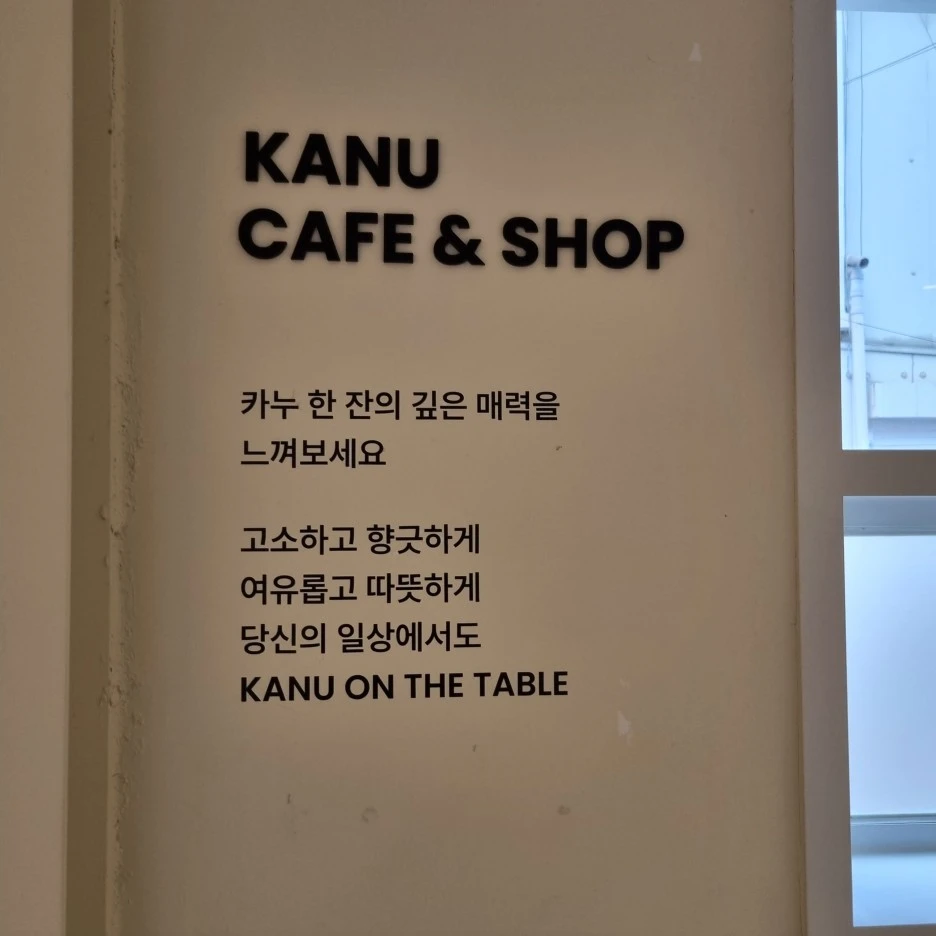 KANU
CAFE & SHOP
카누 한 잔의 깊은 매력을
느껴보세요
고소하고 향긋하게
여유롭고 따뜻하게
당신의 일상에서도
KANU ON THE TABLE